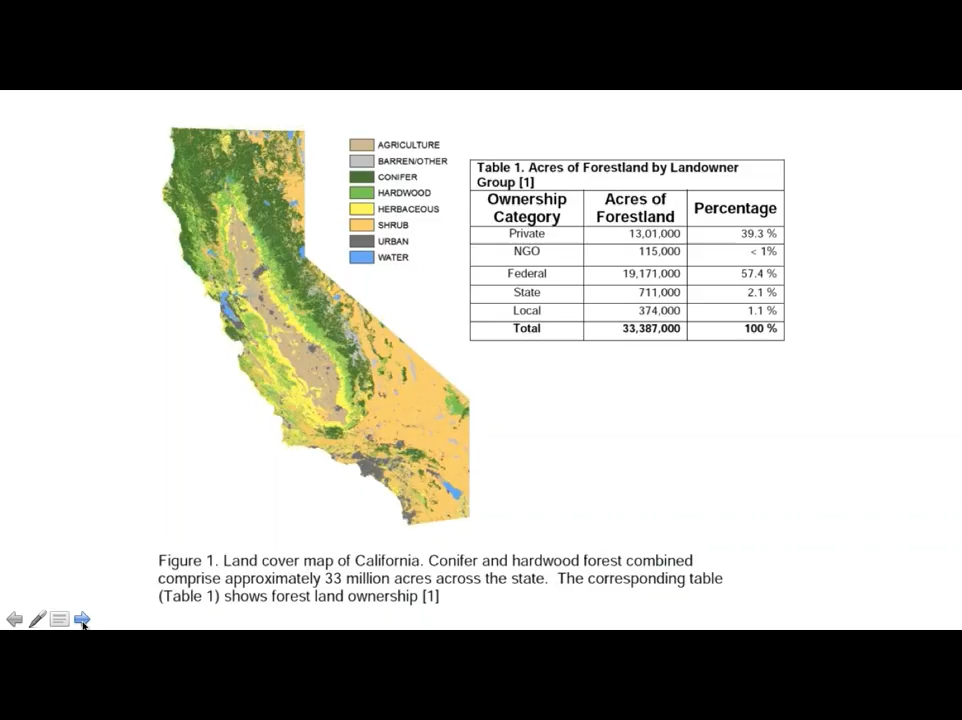 AGRICULTURE
BARREN/OTHER
CONIFER
HARDWOOD
HERBACEOUS
SHRUB
URBAN
WATER
Table 1. Acres of Forestland by Landowner
Group [1]
Ownership Category Acres of Forestland Percentage
Private 13,01,000 39.3 %
NGO 115,000 < 1%
Federal 19,171,000 57.4 %
State 711,000 2.1 %
Local 374,000 1.1 %
Total 33,387,000 100 %
Figure 1. Land cover map of California. Conifer and hardwood forest combined
comprise approximately 33 million acres across the state. The corresponding table
(Table 1) shows forest land ownership [1]